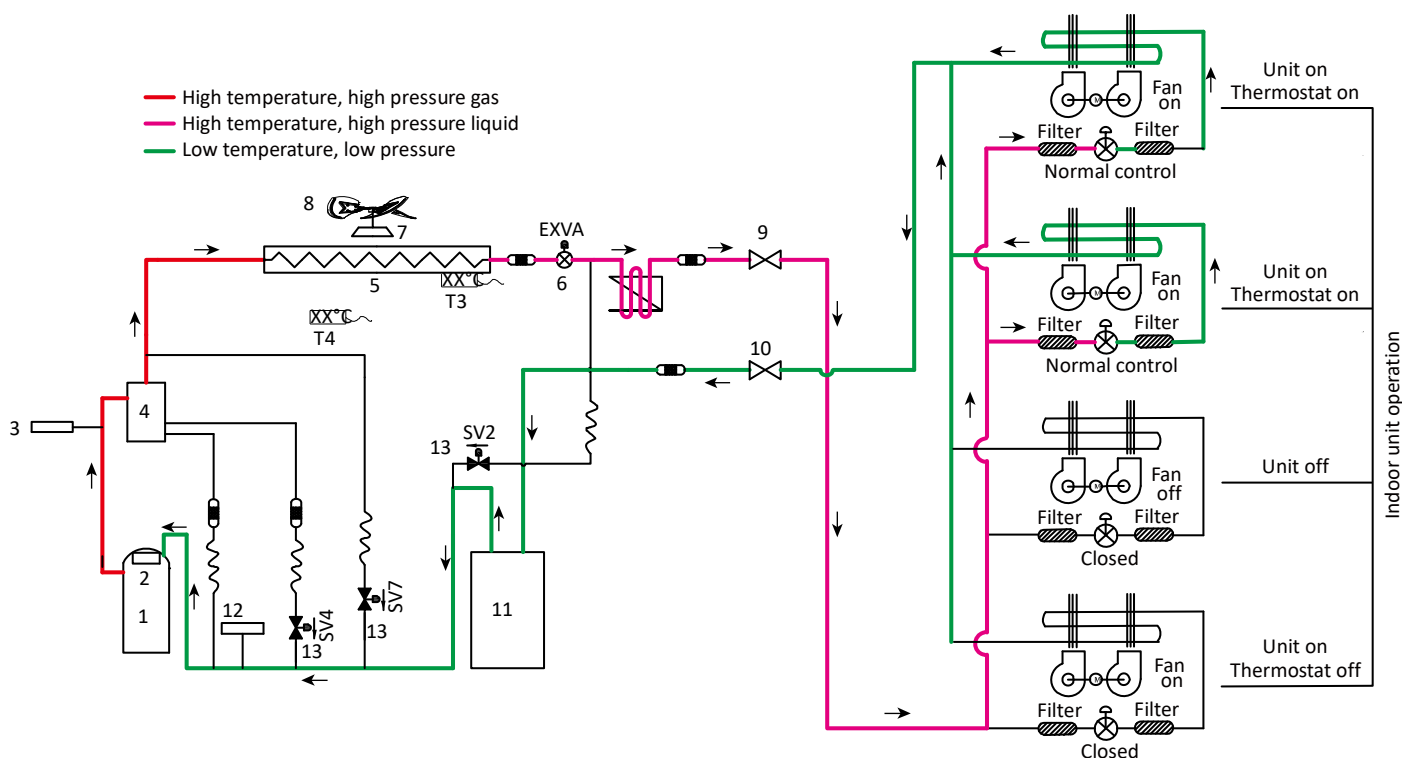 High temperature, high pressure gas
High temperature, high pressure liquid
Low temperature, low pressure
8
7
5
XX°C
T3
XX°C
T4
EXVA
6
9
10
4
3
2
1
12
SV4
13
SV7
13
13
SV2
11
M
Fan
on
Filter
Filter
Normal control
Unit on
Thermostat on
M
Fan
on
Filter
Filter
Normal control
Unit on
Thermostat on
M
Fan
off
Filter
Filter
Closed
Unit off
M
Fan
on
Filter
Filter
Closed
Unit on
Thermostat off
Indoor unit operation